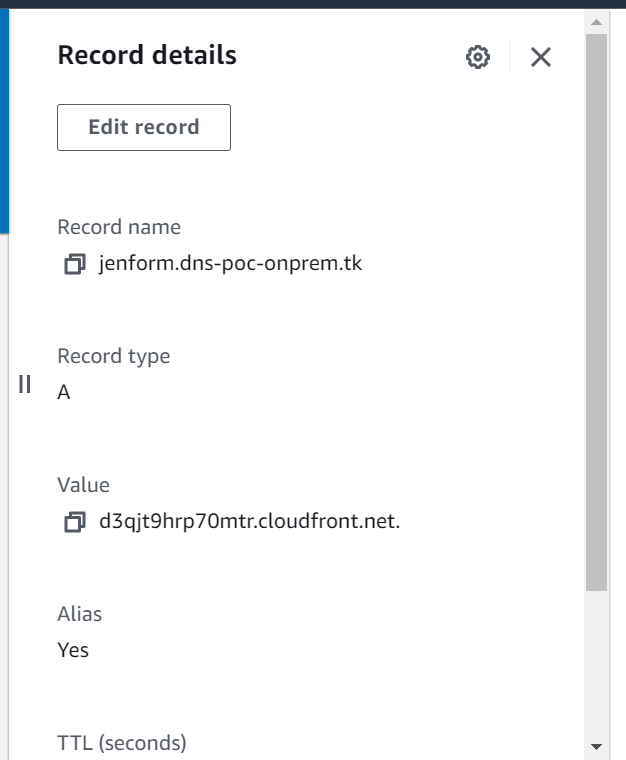 Record details
Edit record
Record name
jenform.dns-poc-onprem.tk
Record type
A
Value
d3qjt9hrp70mtr.cloudfront.net.
Alias
Yes
TTL (seconds)